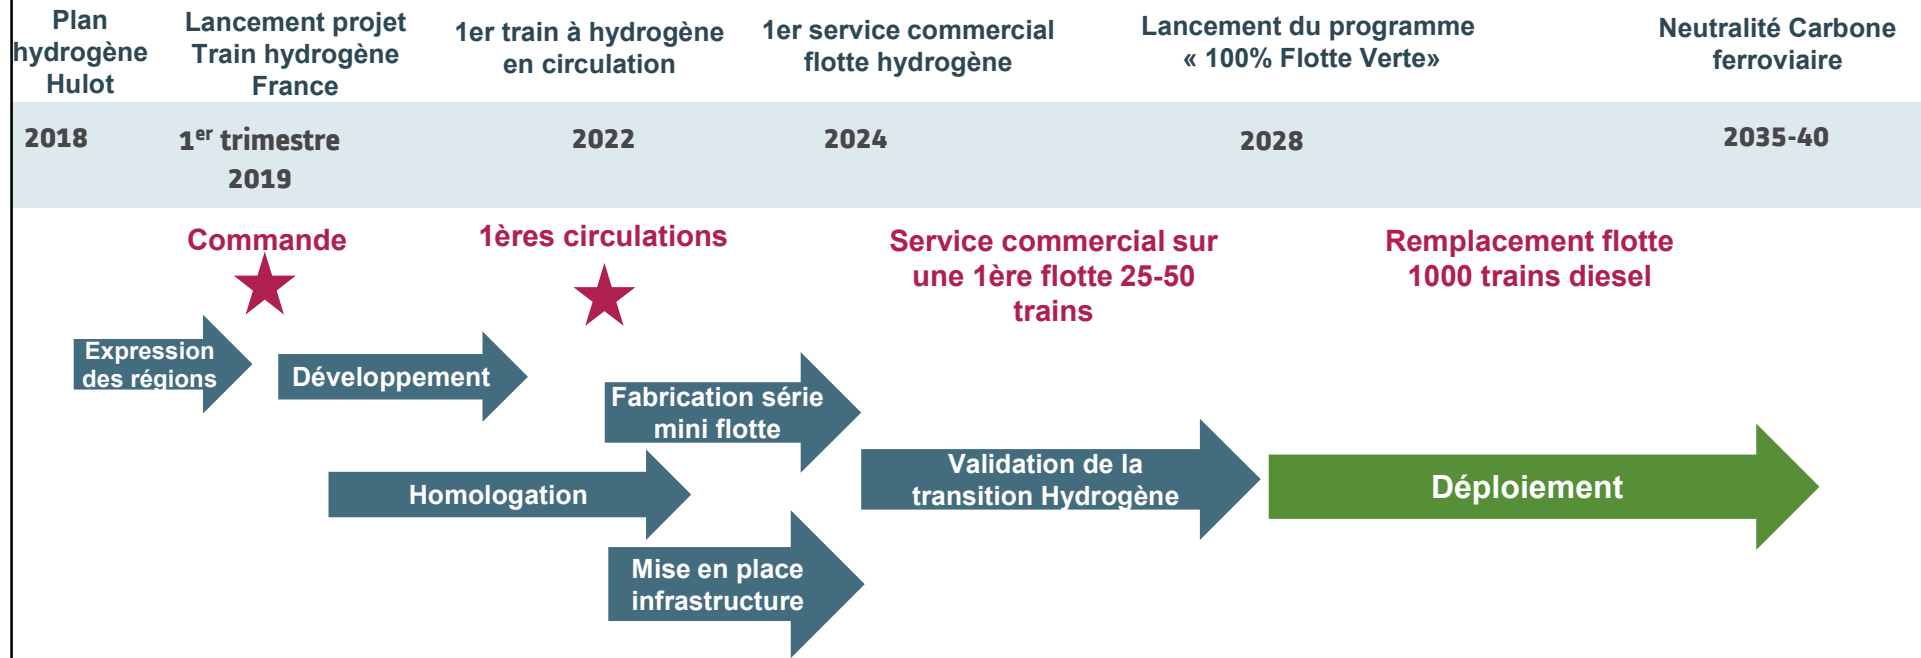 Plan
hydrogène
Hulot
Lancement projet
Train hydrogène
France
1er train à hydrogène
en circulation
1er service commercial
flotte hydrogène
Lancement du programme
« 100% Flotte Verte»
Neutralité Carbone
ferroviaire
2018
1er trimestre
2019
2022
2024
2028
2035-40
Commande
1ères circulations
Service commercial sur
une 1ère flotte 25-50
trains
Remplacement flotte
1000 trains diesel
Expression
des régions
Développement
Fabrication série
mini flotte
Homologation
Validation de la
transition Hydrogène
Déploiement
Mise en place
infrastructure